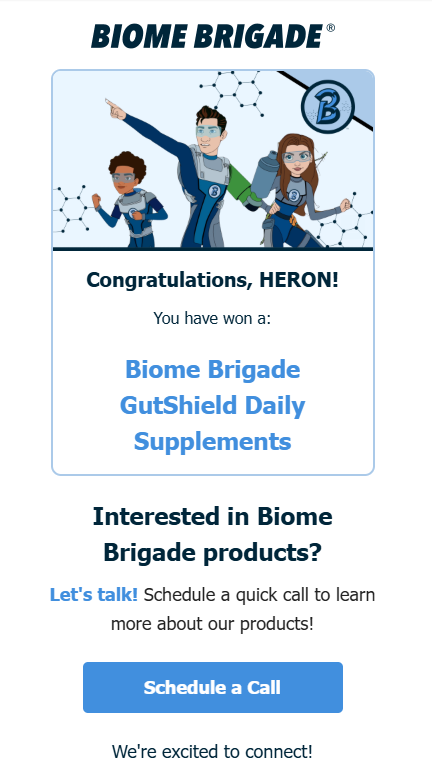 BIOME BRIGADE®
B
Congratulations, HERON!
You have won a:
Biome Brigade
GutShield Daily
Supplements
Interested in Biome
Brigade products?
Let's talk! Schedule a quick call to learn
more about our products!
Schedule a Call
We're excited to connect!